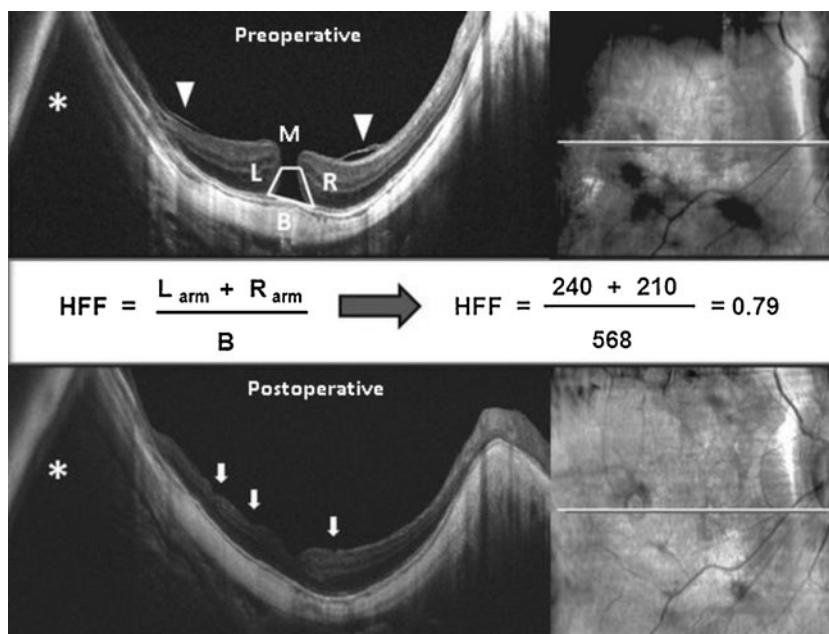 Preoperative
*
M
L
R
B
HFF = L arm + R arm / B
HFF = 240 + 210 / 568 = 0.79
Postoperative
*